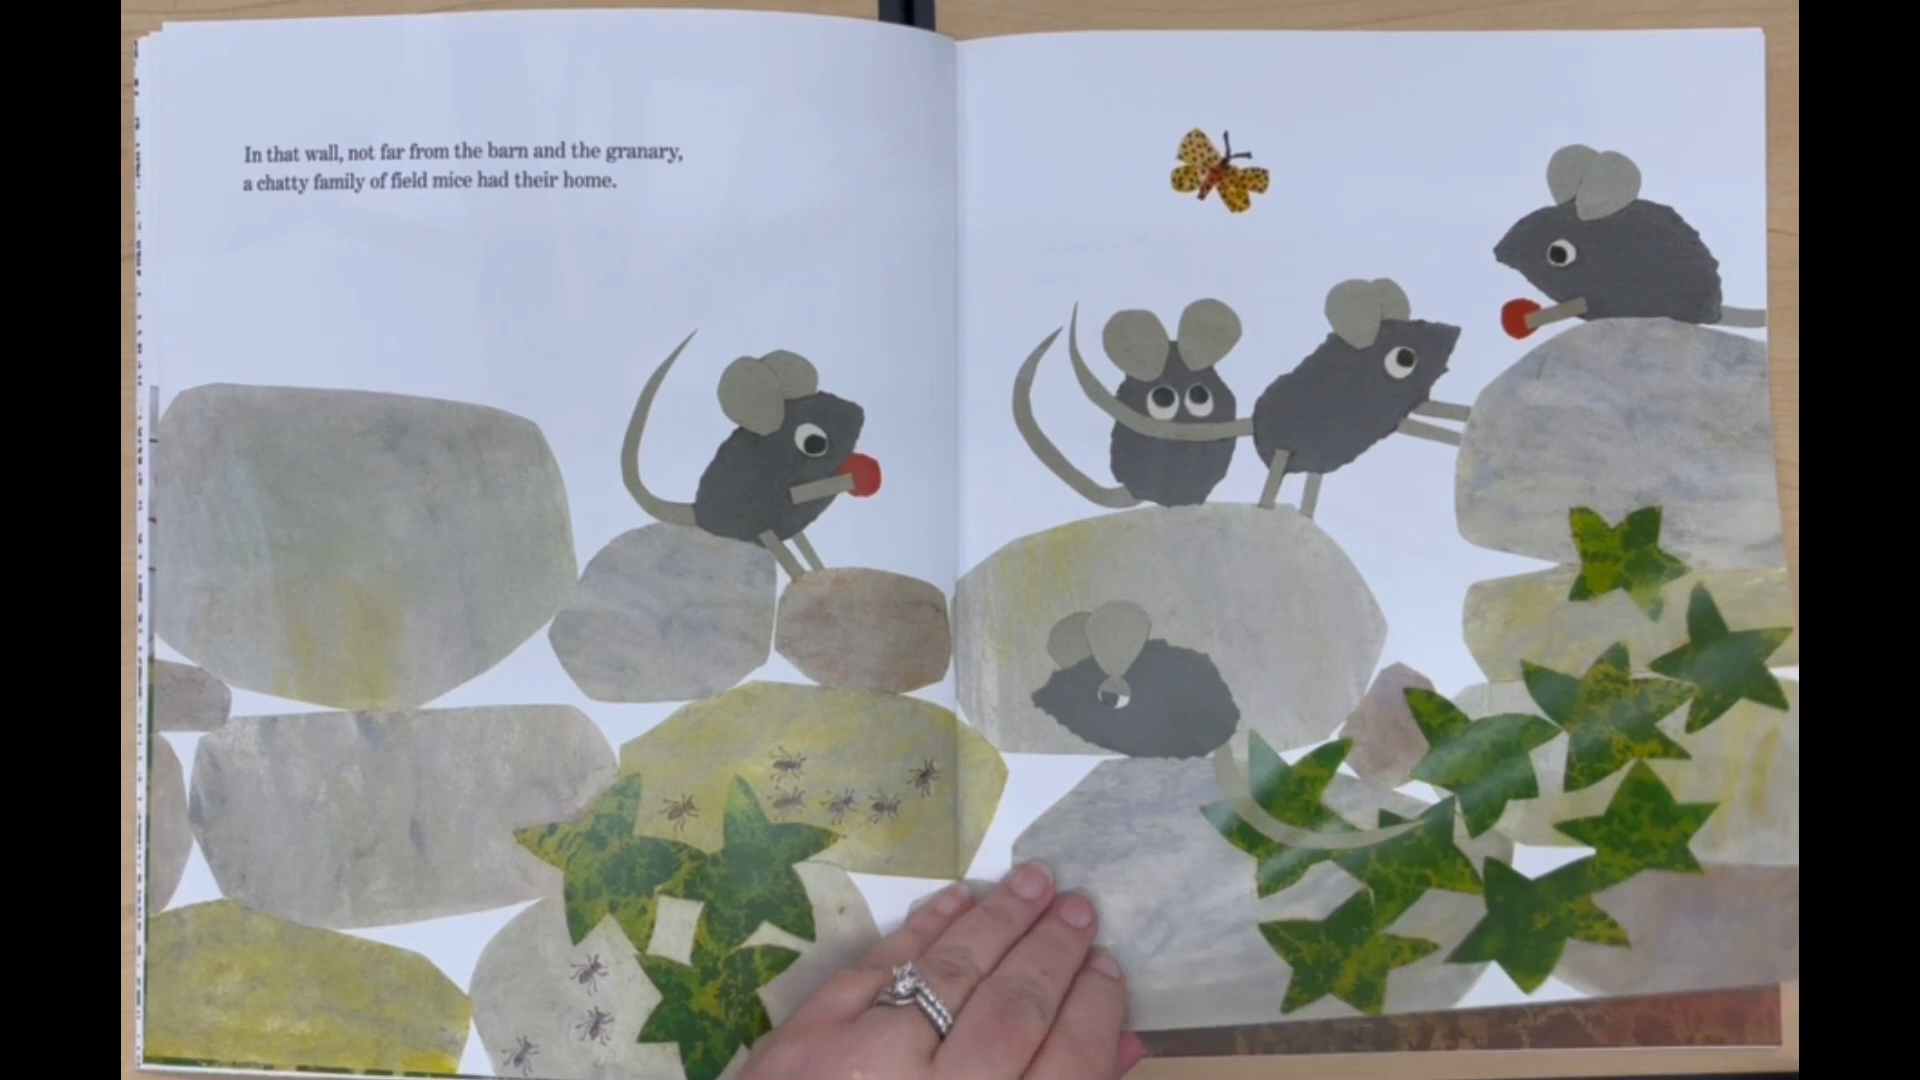 In that wall, not far from the barn and the granary,
a chatty family of field mice had their home.